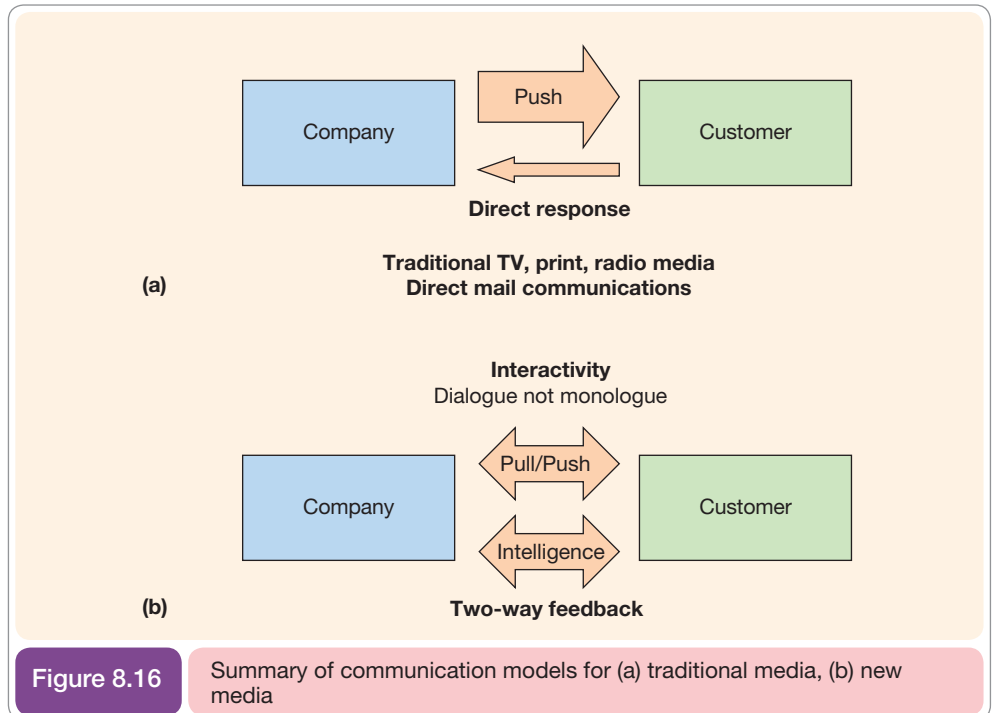 Company
Push
Customer
Direct response
Traditional TV, print, radio media
Direct mail communications
(a)
Interactivity
Dialogue not monologue
Company
Pull/Push
Customer
Intelligence
Two-way feedback
(b)
Figure 8.16
Summary of communication models for (a) traditional media, (b) new
media